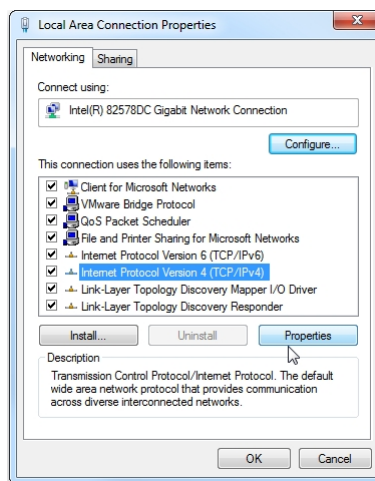 Local Area Connection Properties
Networking
Sharing
Connect using:
Intel(R) 82578DC Gigabit Network Connection
Configure...
This connection uses the following items:
Client for Microsoft Networks
VMware Bridge Protocol
QoS Packet Scheduler
File and Printer Sharing for Microsoft Networks
Internet Protocol Version 6 (TCP/IPv6)
Internet Protocol Version 4 (TCP/IPv4)
Link-Layer Topology Discovery Mapper I/O Driver
Link-Layer Topology Discovery Responder
Install...
Uninstall
Properties
Description
Transmission Control Protocol/Internet Protocol. The default
wide area network protocol that provides communication
across diverse interconnected networks.
OK
Cancel